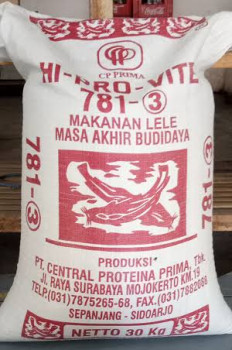 CP PRIMA
HI-PRO-VITE
781-③
MAKANAN LELE
MASA AKHIR BUDIDAYA
781-③
781-③
PRODUKSI
PT. CENTRAL PROTEINA PRIMA, Tbk.
JL. RAYA SURABAYA MOJOKERTO KM.19
TELP.(031)7875265-68, FAX.(031)7882086
SEPANJANG - SIDOARJO
NETTO 30 Kg